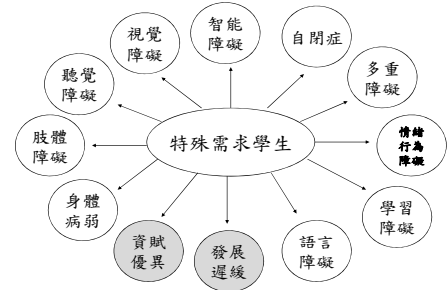 智能
障礙
自閉症
視覺
障礙
多重
障礙
聽覺
障礙
特殊需求學生
情緒
行為
障礙
肢體
障礙
身體
病弱
學習
障礙
資賦
優異
發展
遲緩
語言
障礙